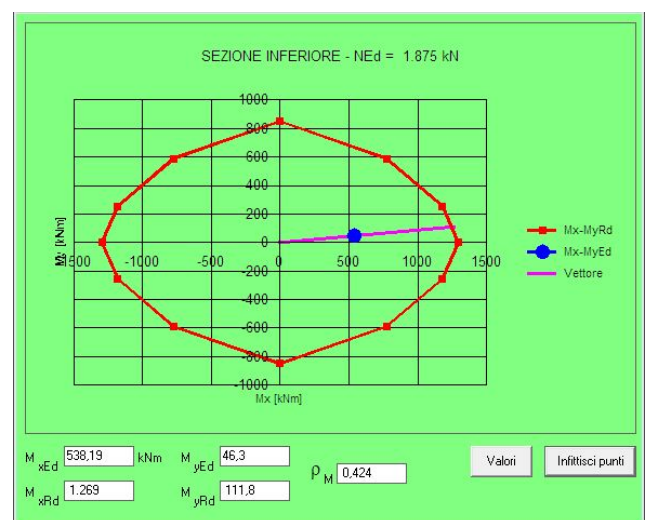 SEZIONE INFERIORE - NEd = 1.875 kN
1000
800
600
400
200
0
-200
-400
-600
-800
-1000
-1000 -500 0 500 1000 1500
Mx [kNm]
Mx-MyRd
Mx-MyEd
Vettore
M xEd 538,19 kNm M yEd 46,3
ρ M 0,424
Valori Infittisci punti
M xRd 1.269 M yRd 111,8